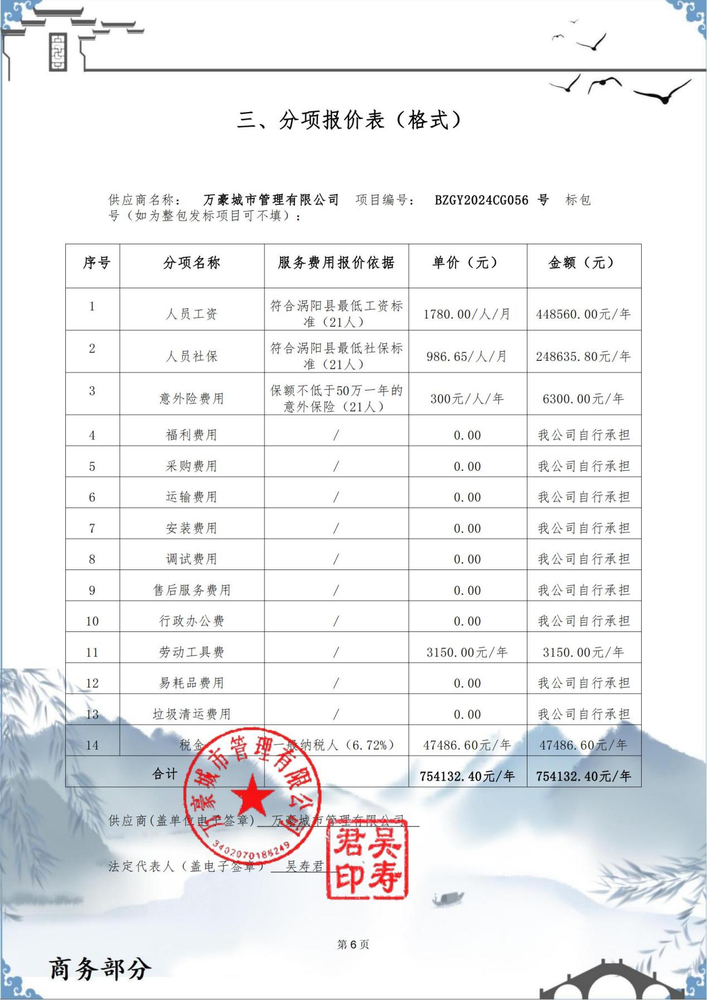 三、分项报价表（格式）
供应商名称： 万豪城市管理有限公司 项目编号： BZGY2024CG056 号 标包
号（如为整包发标项目可不填）：
序号 分项名称 服务费用报价依据 单价（元） 金额（元）
1 人员工资 符合涡阳县最低工资标准（21人） 1780.00/人/月 448560.00元/年
2 人员社保 符合涡阳县最低社保标准（21人） 986.65/人/月 248635.80元/年
3 意外险费用 保额不低于50万一年的意外保险（21人） 300元/人/年 6300.00元/年
4 福利费用 / 0.00 我公司自行承担
5 采购费用 / 0.00 我公司自行承担
6 运输费用 / 0.00 我公司自行承担
7 安装费用 / 0.00 我公司自行承担
8 调试费用 / 0.00 我公司自行承担
9 售后服务费用 / 0.00 我公司自行承担
10 行政办公费 / 0.00 我公司自行承担
11 劳动工具费 / 3150.00元/年 3150.00元/年
12 易耗品费用 / 0.00 我公司自行承担
13 垃圾清运费用 / 0.00 我公司自行承担
14 税金 一般纳税人（6.72%） 47486.60元/年 47486.60元/年
合计 754132.40元/年 754132.40元/年
供应商(盖单位电子签章) 万豪城市管理有限公司
万豪城市管理有限公司
法定代表人（盖电子签章） 吴寿君
吴寿君印
第 6 页
商务部分